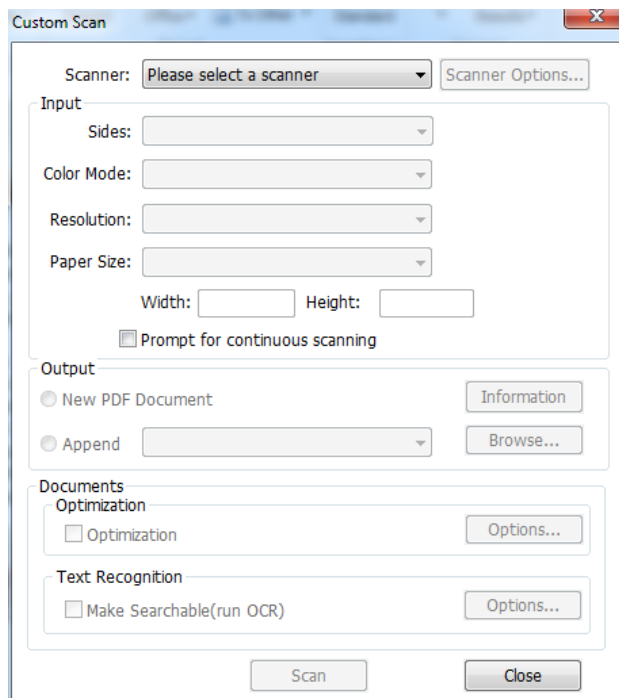 Custom Scan
Scanner: Please select a scanner Scanner Options...
Input
Sides:
Color Mode:
Resolution:
Paper Size:
Width: Height:
Prompt for continuous scanning
Output
New PDF Document Information
Append Browse...
Documents
Optimization
Optimization Options...
Text Recognition
Make Searchable(run OCR) Options...
Scan Close